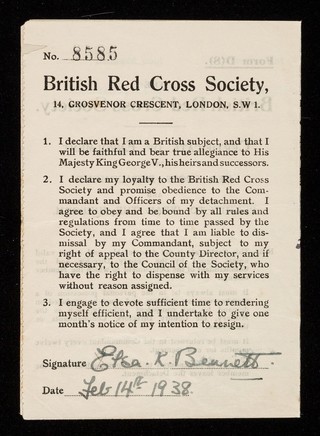 No. 8585
British Red Cross Society,
14, GROSVENOR CRESCENT, LONDON, S.W 1.
1. I declare that I am a British subject, and that I
will be faithful and bear true allegiance to His
Majesty King George V., his heirs and successors.
2. I declare my loyalty to the British Red Cross
Society and promise obedience to the Com-
mandant and Officers of my detachment. I
agree to obey and be bound by all rules and
regulations from time to time passed by the
Society, and I agree that I am liable to dis-
missal by my Commandant, subject to my
right of appeal to the County Director, and if
necessary, to the Council of the Society, who
have the right to dispense with my services
without reason assigned.
3. I engage to devote sufficient time to rendering
myself efficient, and I undertake to give one
month's notice of my intention to resign.
Signature K. Bennett.
Date Feb 14th 1938.